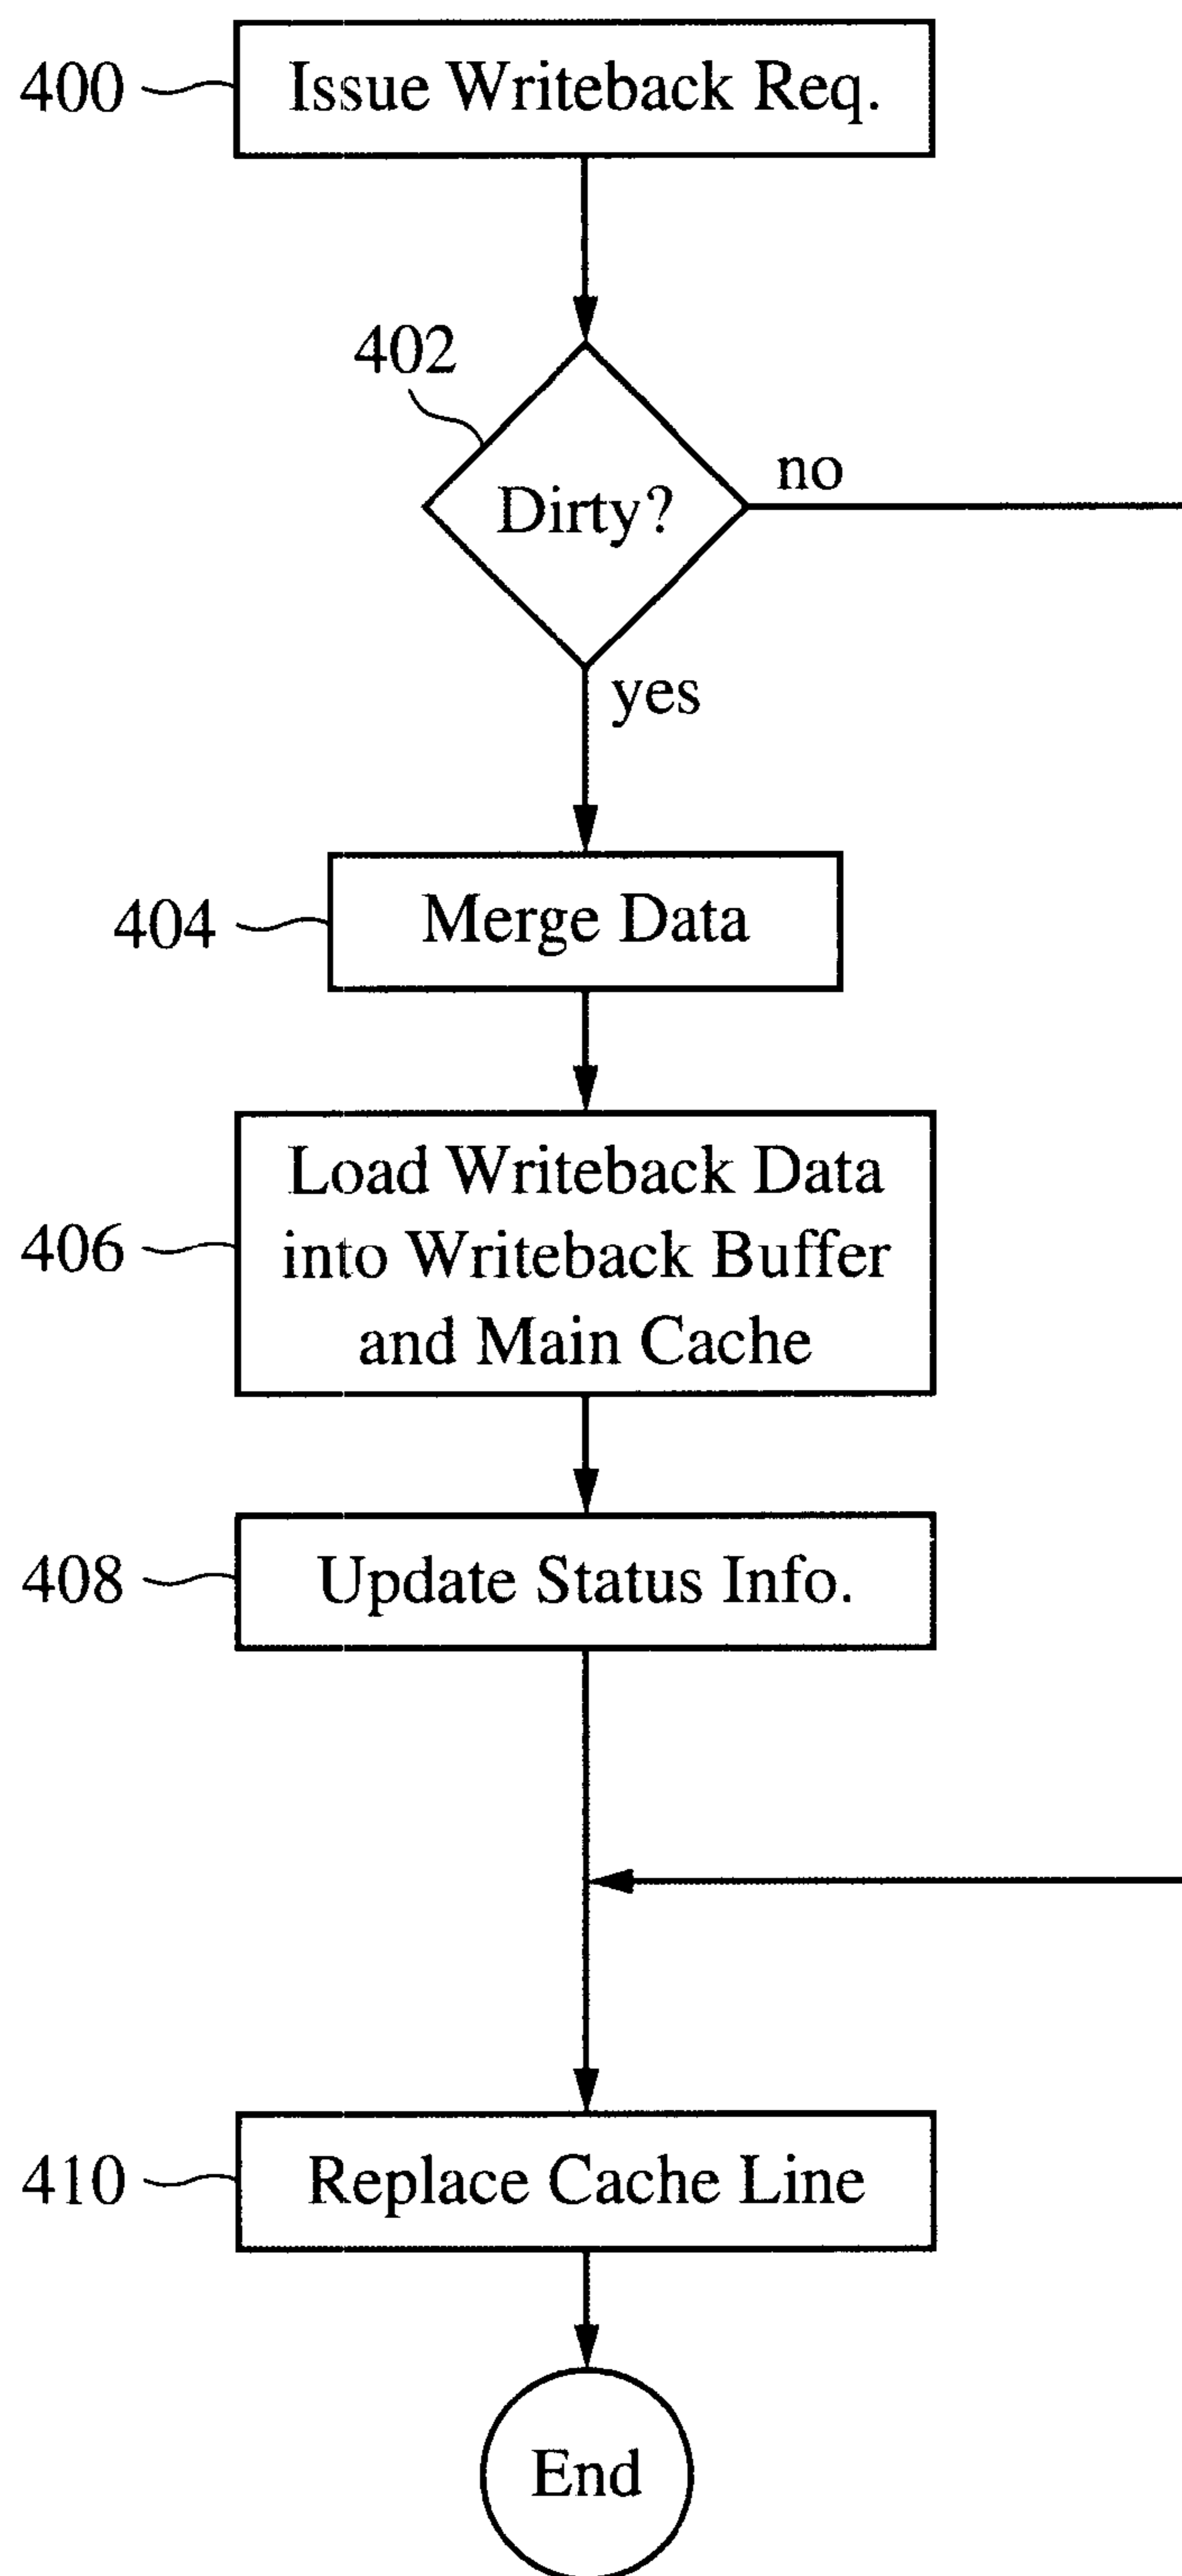 400
Issue Writeback Req.
402
Dirty?
no
yes
404
Merge Data
406
Load Writeback Data
into Writeback Buffer
and Main Cache
408
Update Status Info.
410
Replace Cache Line
End